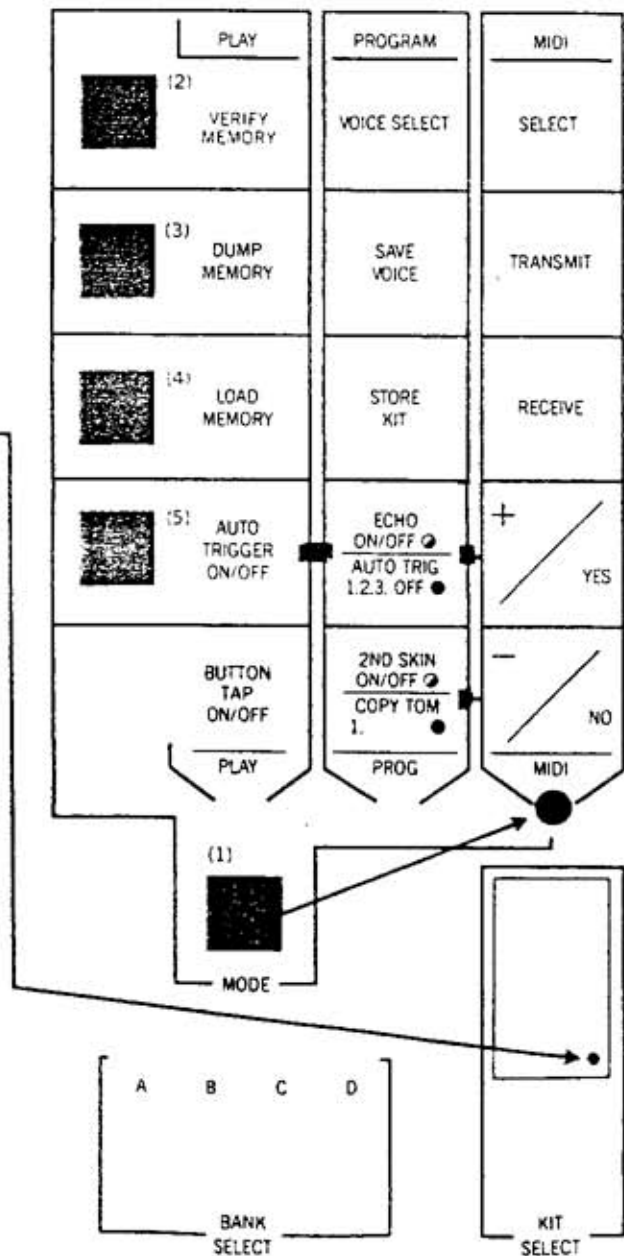 PLAY
PROGRAM
MIDI
(2)
VERIFY
MEMORY
VOICE SELECT
SELECT
(3)
DUMP
MEMORY
SAVE
VOICE
TRANSMIT
(4)
LOAD
MEMORY
STORE
KIT
RECEIVE
(5)
AUTO
TRIGGER
ON/OFF
ECHO
ON/OFF
AUTO TRIG
1.2.3. OFF
+
YES
BUTTON
TAP
ON/OFF
2ND SKIN
ON/OFF
COPY TOM
1.
−
NO
PLAY
PROG
MIDI
(1)
MODE
A B C D
BANK
SELECT
KIT
SELECT